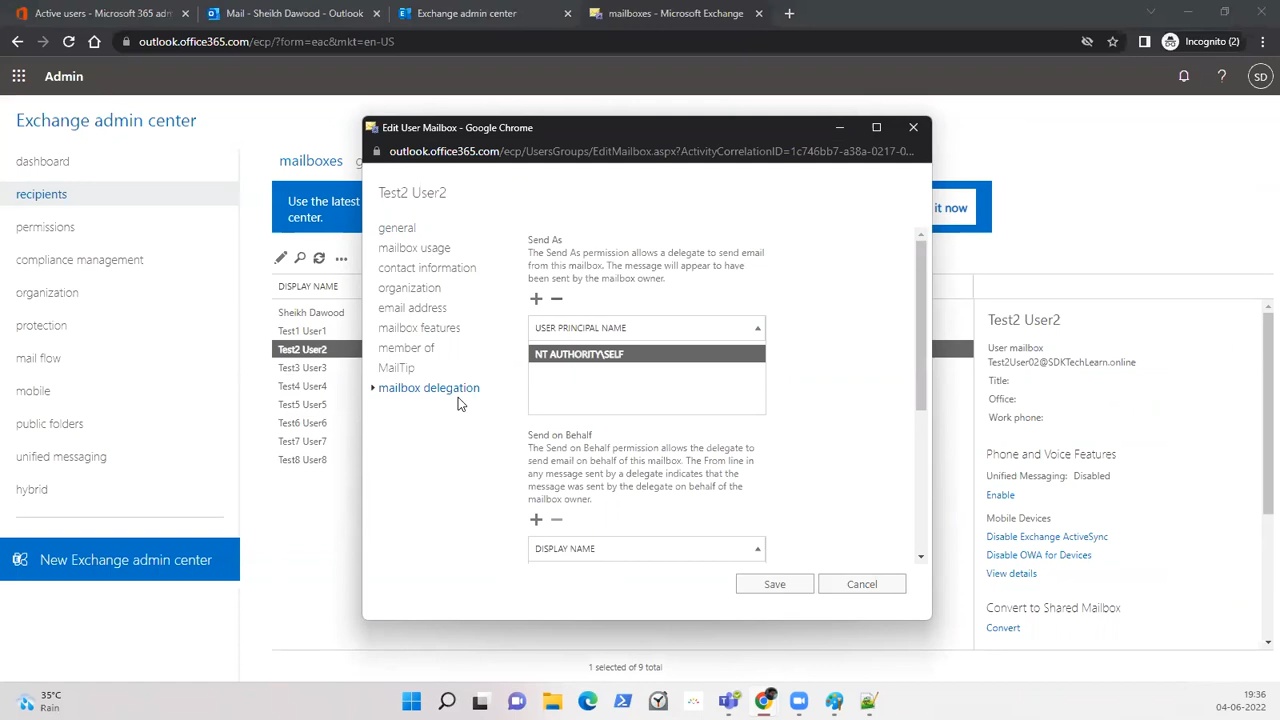 Active users - Microsoft 365 adm
Mail - Sheikh Dawood - Outlook
Exchange admin center
mailboxes - Microsoft Exchange
outlook.office365.com/ecp/?form=eac&mkt=en-US
Incognito (2)
Admin
SD
Exchange admin center
dashboard
recipients
permissions
compliance management
organization
protection
mail flow
mobile
public folders
unified messaging
hybrid
New Exchange admin center
mailboxes g
Use the latest
center.
it now
DISPLAY NAME
Sheikh Dawood
Test1 User1
Test2 User2
Test3 User3
Test4 User4
Test5 User5
Test6 User6
Test7 User7
Test8 User8
1 selected of 9 total
Edit User Mailbox - Google Chrome
outlook.office365.com/ecp/UsersGroups/EditMailbox.aspx?ActivityCorrelationID=1c746bb7-a38a-0217-0...
Test2 User2
general
mailbox usage
contact information
organization
email address
mailbox features
member of
MailTip
mailbox delegation
Send As
The Send As permission allows a delegate to send email
from this mailbox. The message will appear to have
been sent by the mailbox owner.
USER PRINCIPAL NAME
NT AUTHORITY\SELF
Send on Behalf
The Send on Behalf permission allows the delegate to
send email on behalf of this mailbox. The From line in
any message sent by a delegate indicates that the
message was sent by the delegate on behalf of the
mailbox owner.
DISPLAY NAME
Save
Cancel
Test2 User2
User mailbox
Test2User02@SDKTechLearn.online
Title:
Office:
Work phone:
Phone and Voice Features
Unified Messaging: Disabled
Enable
Mobile Devices
Disable Exchange ActiveSync
Disable OWA for Devices
View details
Convert to Shared Mailbox
Convert
35°C
Rain
19:36
04-06-2022